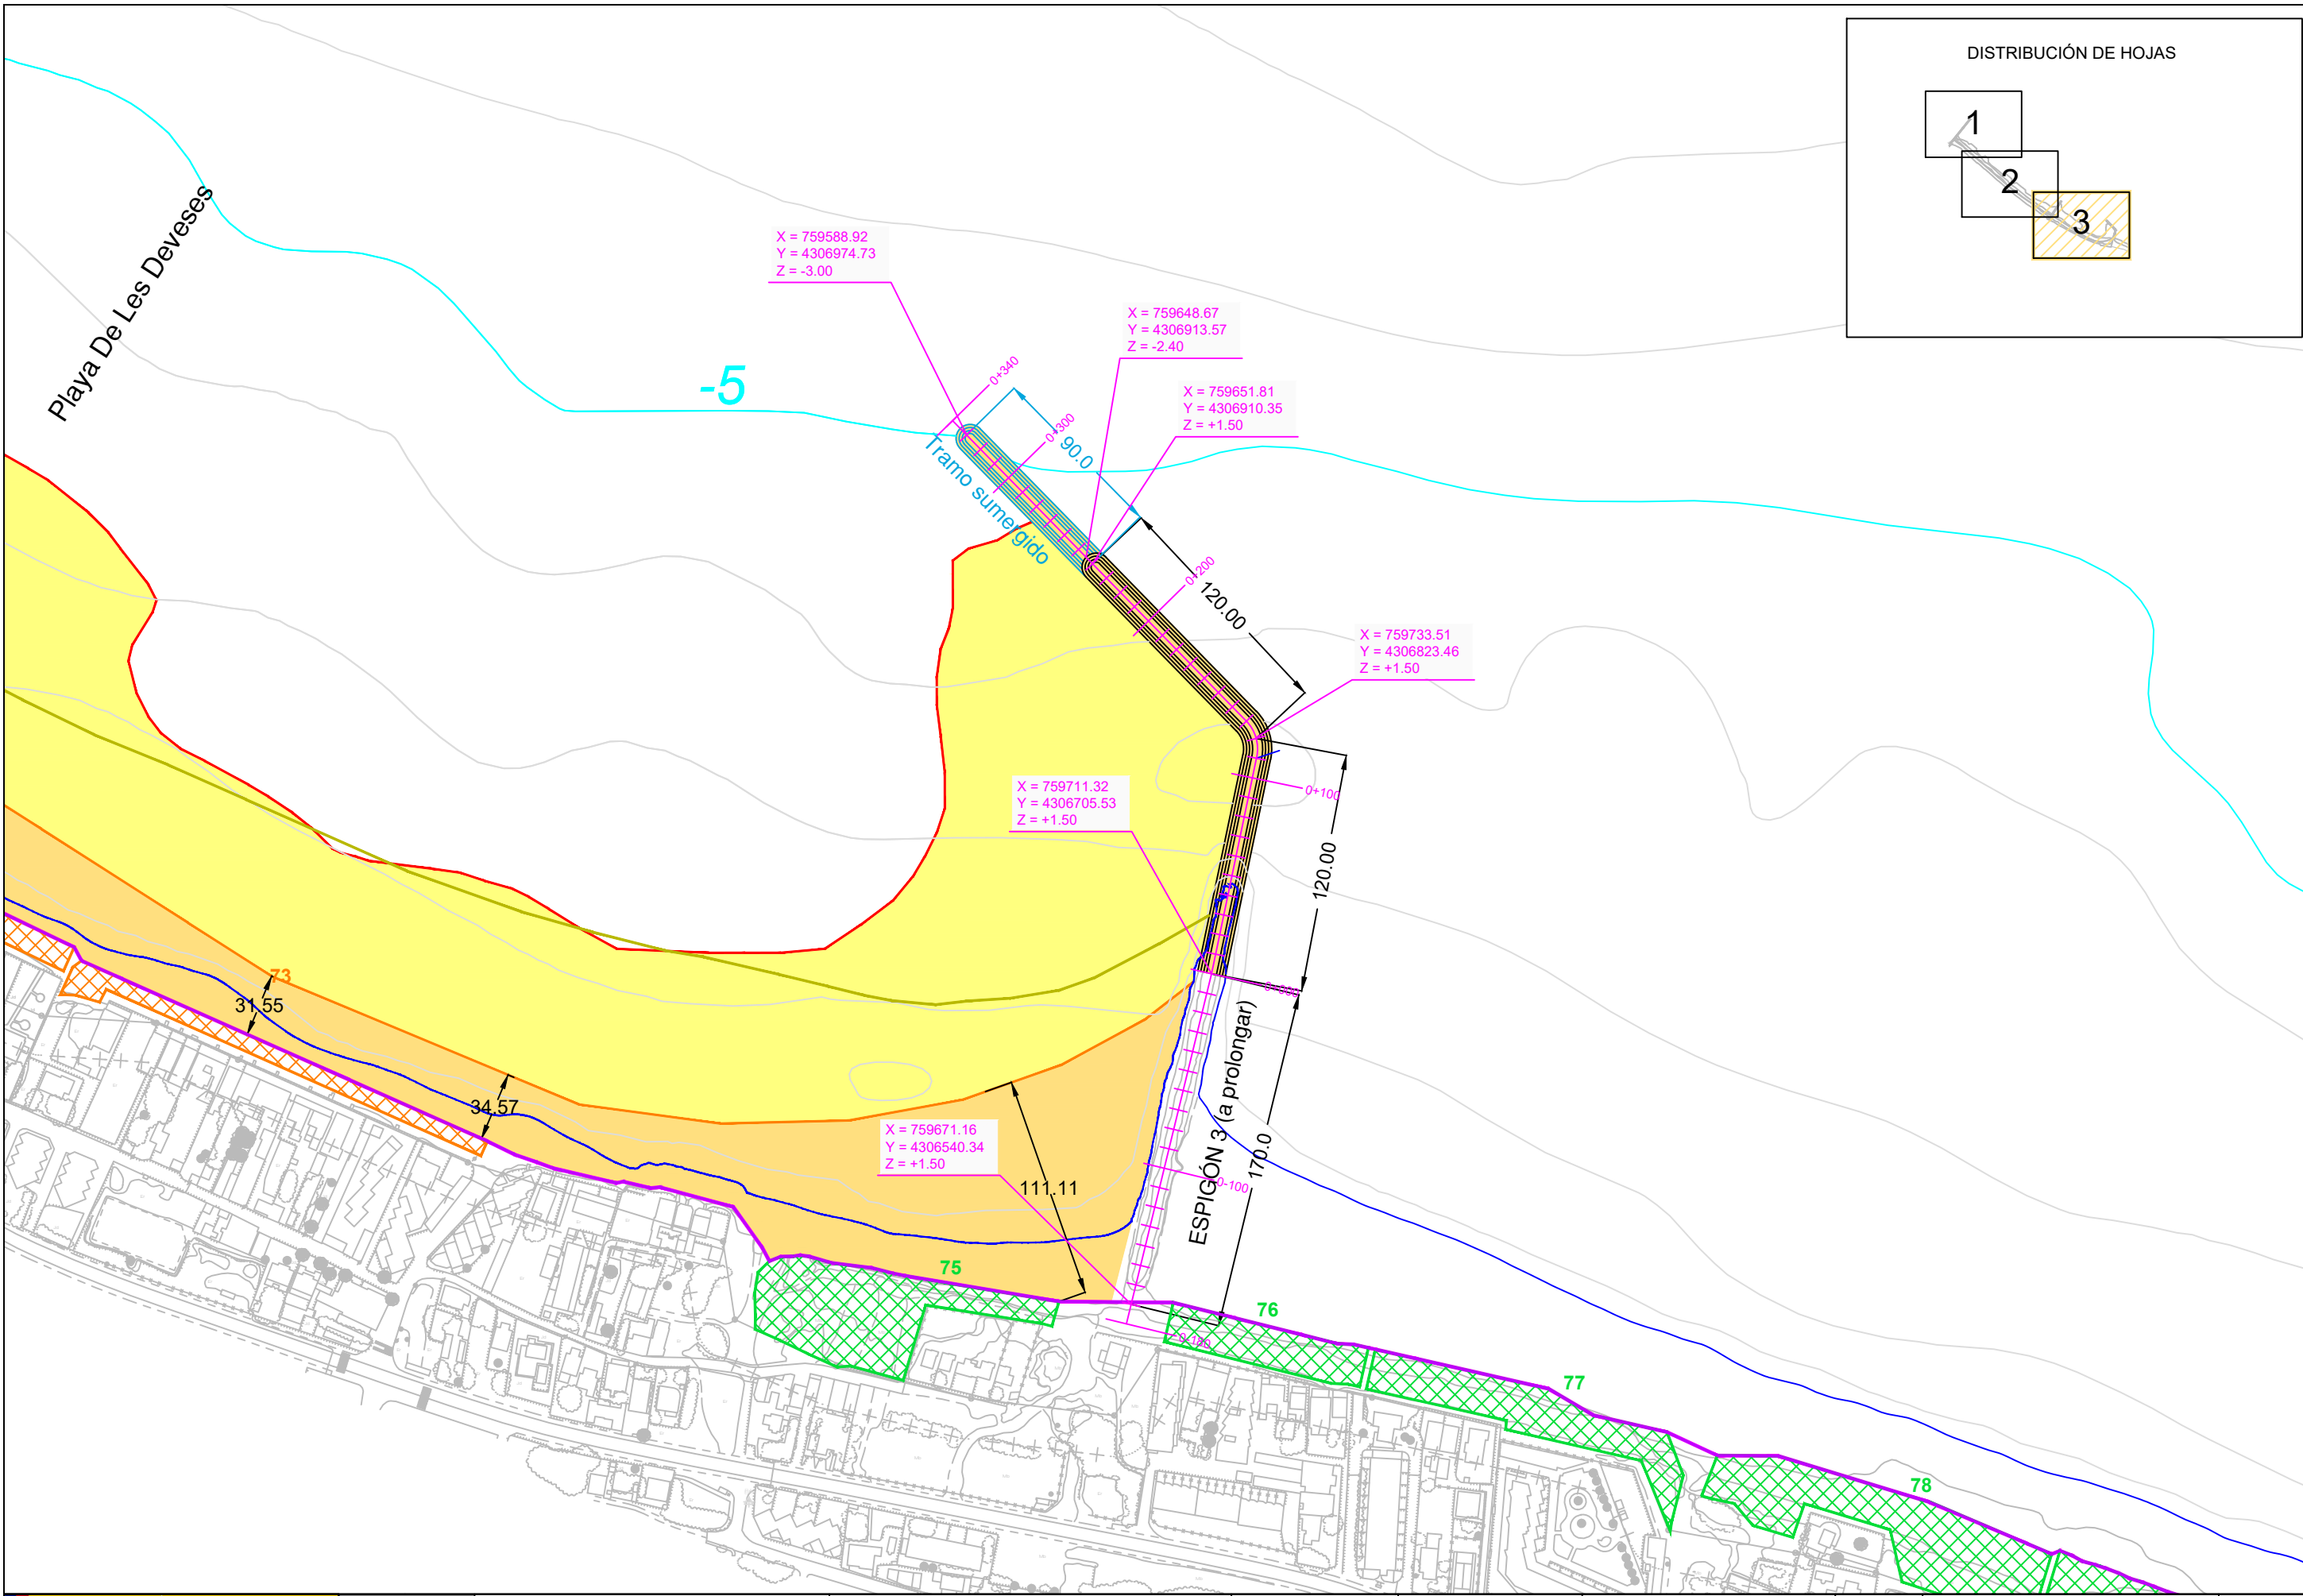 DISTRIBUCIÓN DE HOJAS
1
2
3
Playa De Les Deveses
X = 759588.92
Y = 4306974.73
Z = -3.00
X = 759648.67
Y = 4306913.57
Z = -2.40
X = 759651.81
Y = 4306910.35
Z = +1.50
-5
0+340
0+300
90.0
Tramo sumergido
0+200
120.00
X = 759733.51
Y = 4306823.46
Z = +1.50
X = 759711.32
Y = 4306705.53
Z = +1.50
0+100
120.00
73
31.55
0+000
ESPIGÓN 3 (a prolongar)
34.57
X = 759671.16
Y = 4306540.34
Z = +1.50
111.11
170.0
0-100
75
76
0-180
77
78